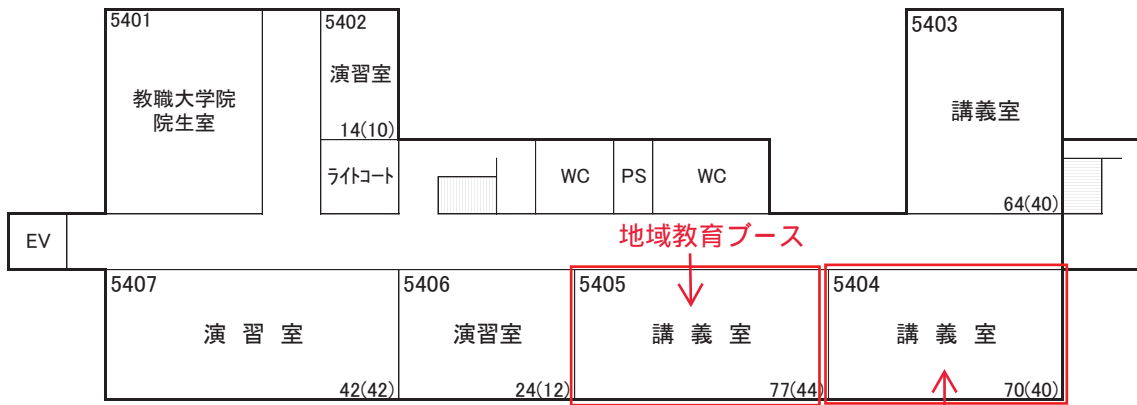 5401
教職大学院
院生室
5402
演習室
14(10)
ライトコート
WC
PS
WC
5403
講義室
64(40)
EV
地域教育ブース
5407
演習室
42(42)
5406
演習室
24(12)
5405
講義室
77(44)
5404
講義室
70(40)